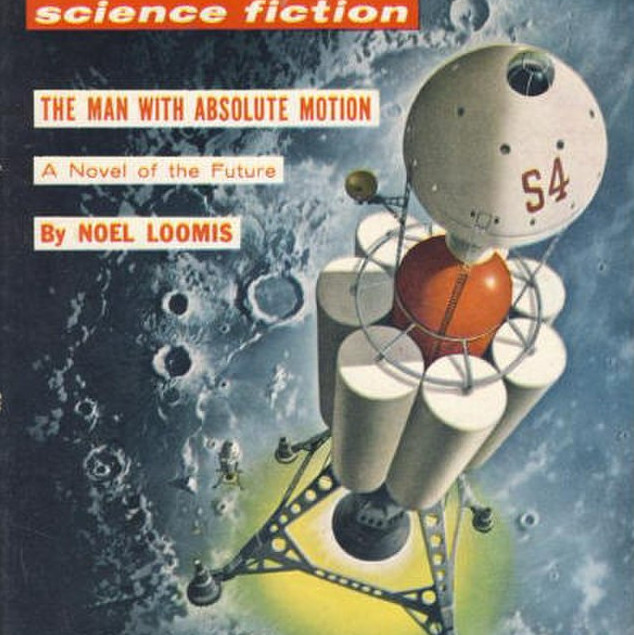 science fiction
THE MAN WITH ABSOLUTE MOTION
A Novel of the Future
By NOEL LOOMIS
S4